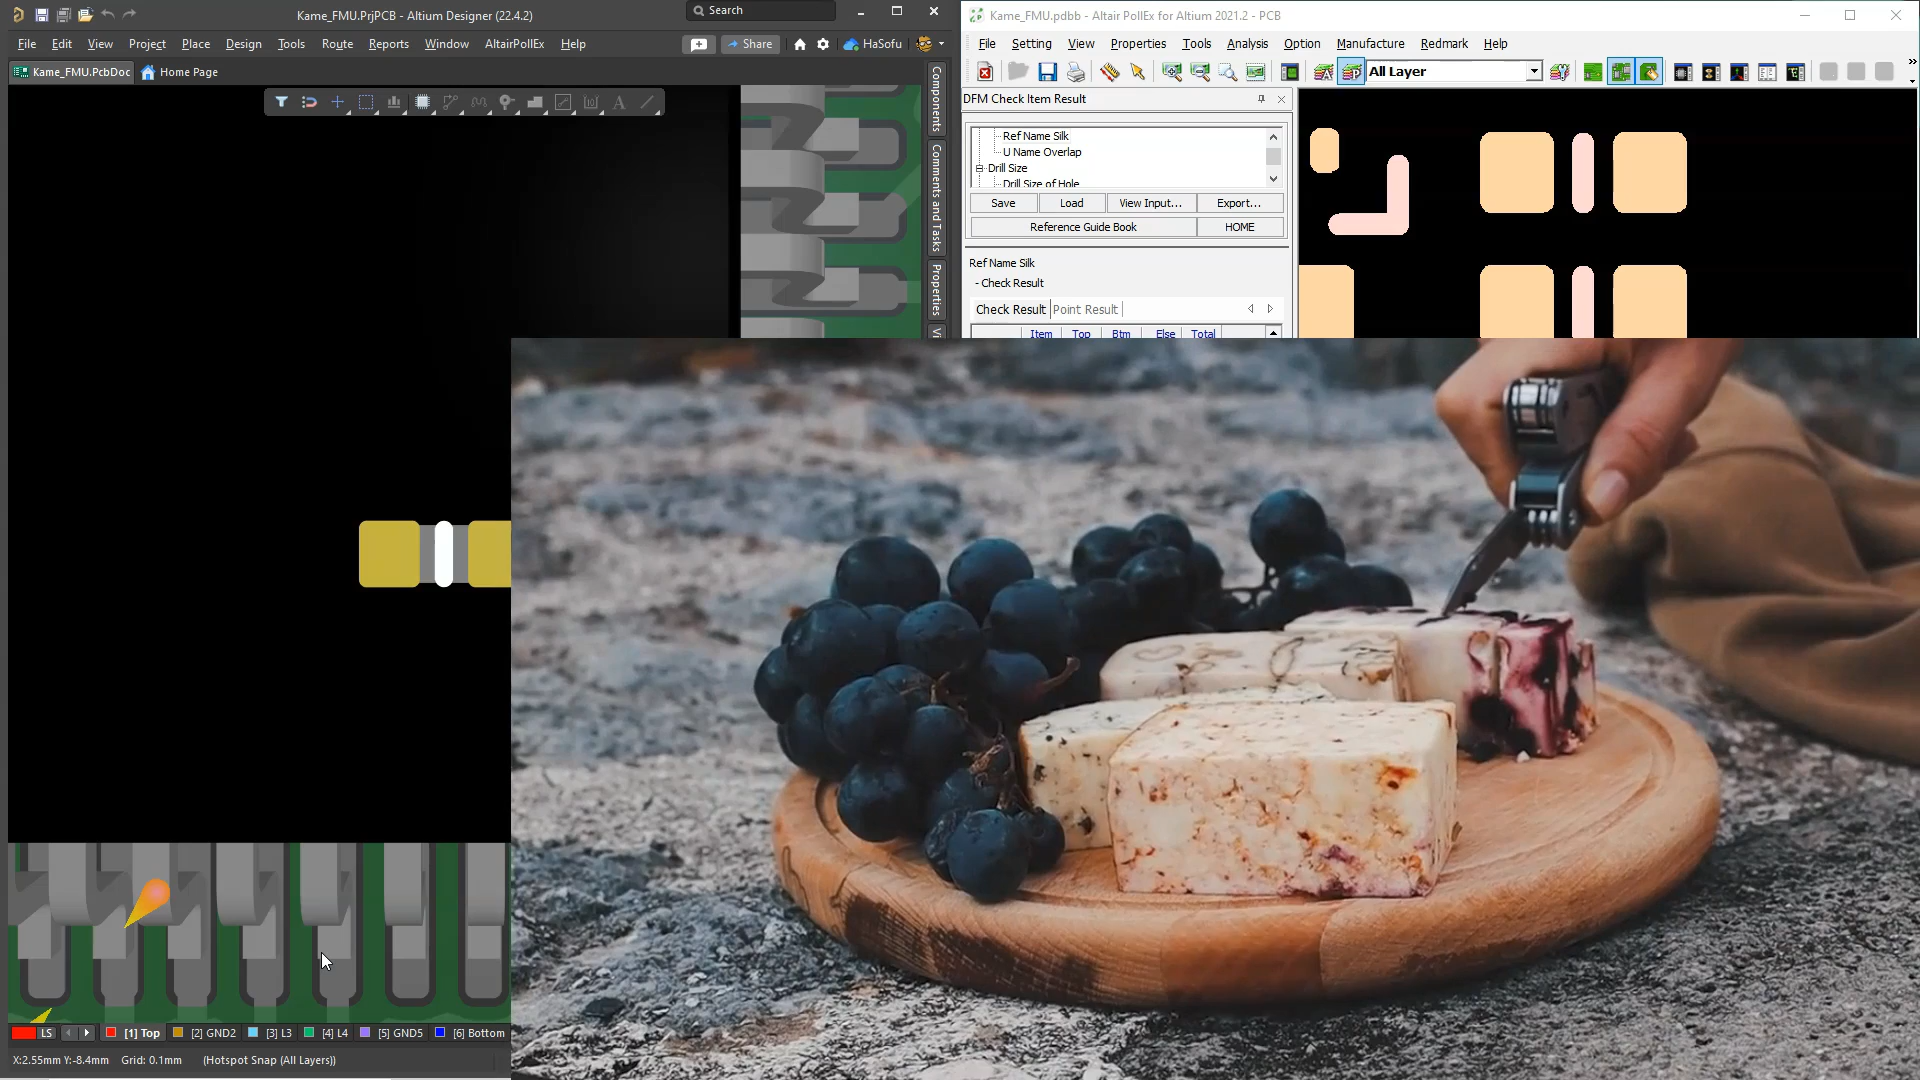 Kame_FMU.PrjPCB - Altium Designer (22.4.2)
Search
File Edit View Project Place Design Tools Route Reports Window AltairPollEx Help
Share
HaSofu
Kame_FMU.PcbDoc
Home Page
Components
Comments and Tasks
Properties
LS
[1] Top
[2] GND2
[3] L3
[4] L4
[5] GND5
[6] Bottom
X:2.55mm Y:-8.4mm Grid: 0.1mm (Hotspot Snap (All Layers))
Kame_FMU.pdbb - Altair PollEx for Altium 2021.2 - PCB
File Setting View Properties Tools Analysis Option Manufacture Redmark Help
All Layer
DFM Check Item Result
Ref Name Silk
U Name Overlap
Drill Size
Drill Size of Hole
Save Load View Input... Export...
Reference Guide Book HOME
Ref Name Silk
- Check Result
Check Result Point Result
Item Top Btm Else Total